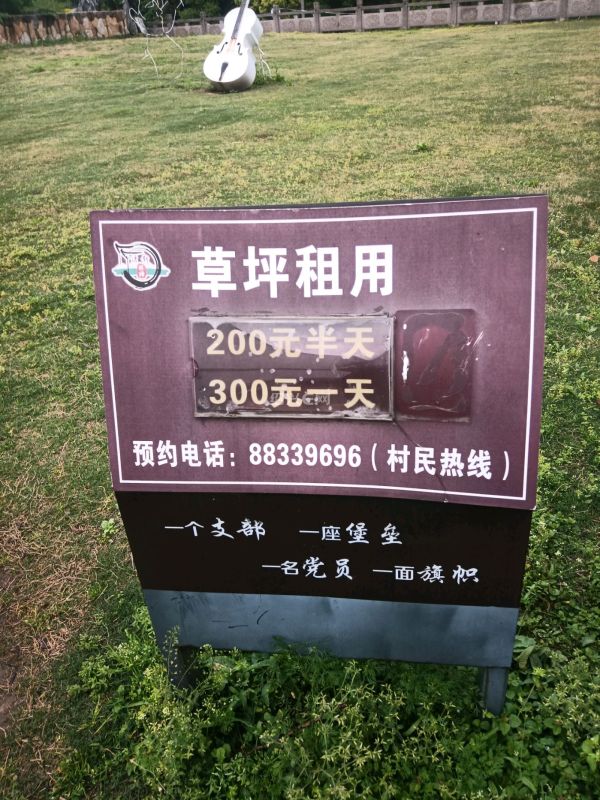 草坪租用
200元半天
300元一天
预约电话：88339696（村民热线）
一个支部 一座堡垒
一名党员 一面旗帜